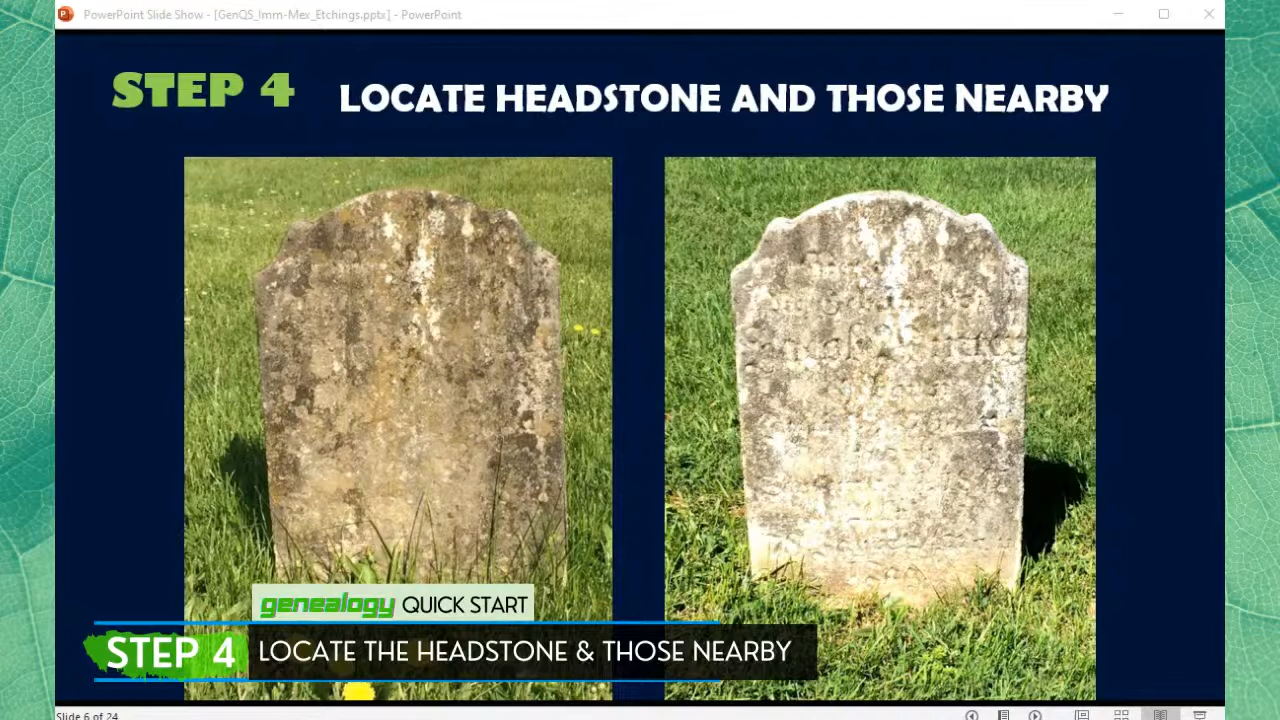 PowerPoint Slide Show - [GenQS_Imm-Mex_Etchings.pptx] - PowerPoint
STEP 4
LOCATE HEADSTONE AND THOSE NEARBY
genealogy QUICK START
STEP 4
LOCATE THE HEADSTONE & THOSE NEARBY
Slide 6 of 24